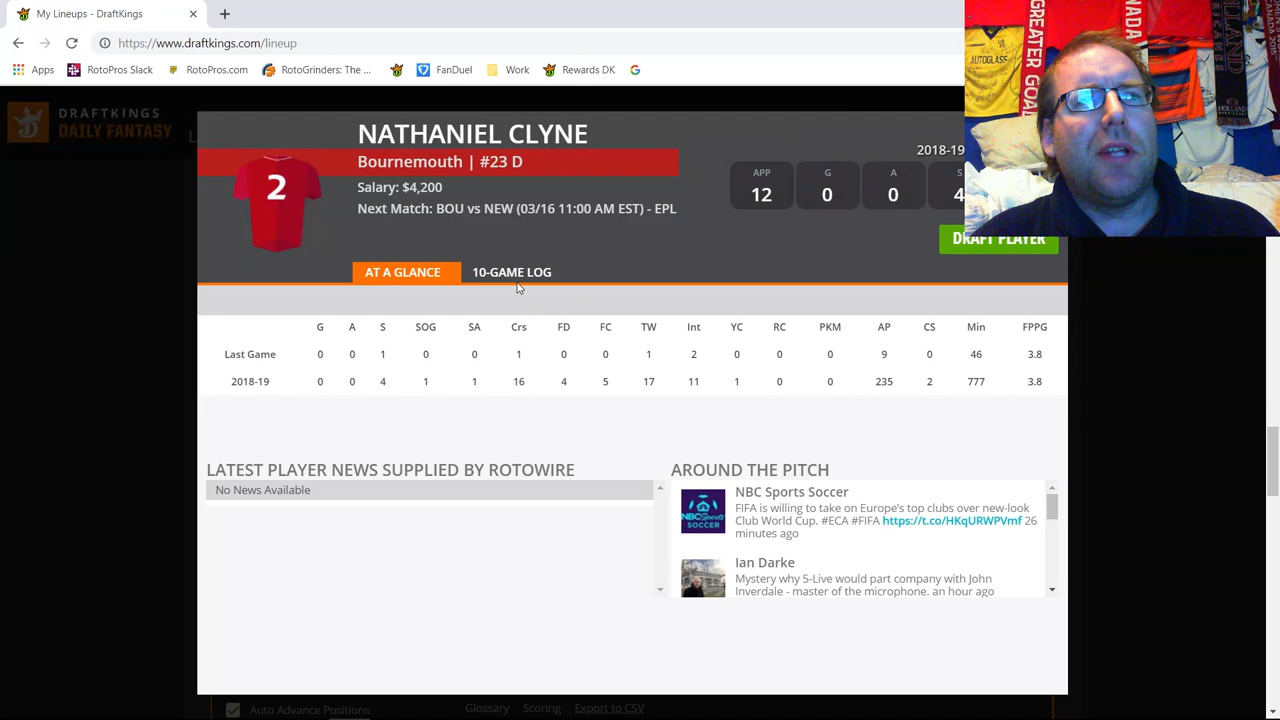 My Lineups - DraftKings
https://www.draftkings.com/lineup
Apps RotoPros Slack RotoPros.com RotoGrinders: The ... FanDuel Work Rewards DK
DRAFTKINGS
DAILY FANTASY
NATHANIEL CLYNE
Bournemouth | #23 D
2
Salary: $4,200
Next Match: BOU vs NEW (03/16 11:00 AM EST) - EPL
2018-19
APP G A S
12 0 0 4
DRAFT PLAYER
AT A GLANCE 10-GAME LOG
G A S SOG SA Crs FD FC TW Int YC RC PKM AP CS Min FPPG
Last Game 0 0 1 0 0 1 0 0 1 2 0 0 0 9 0 46 3.8
2018-19 0 0 4 1 1 16 4 5 17 11 1 0 0 235 2 777 3.8
LATEST PLAYER NEWS SUPPLIED BY ROTOWIRE
No News Available
AROUND THE PITCH
NBC Sports Soccer
FIFA is willing to take on Europe's top clubs over new-look
Club World Cup. #ECA #FIFA https://t.co/HKqURWPVmf 26
minutes ago
Ian Darke
Mystery why 5-Live would part company with John
Inverdale - master of the microphone. an hour ago
Auto Advance Positions Glossary Scoring Export to CSV
GREATER GOAL
NADA
AUTOGLASS